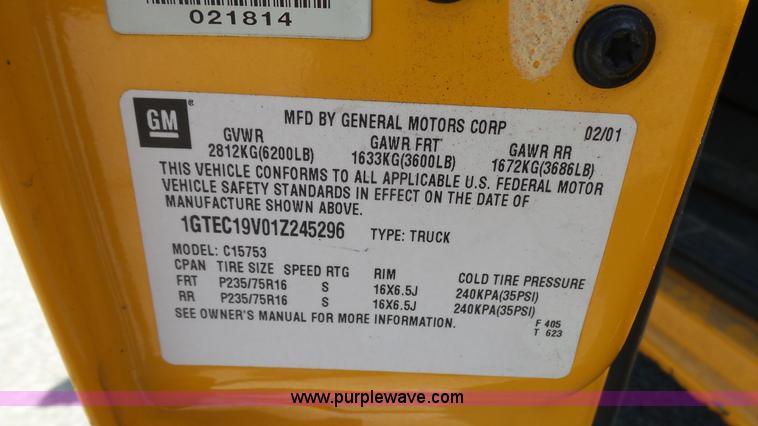 021814
GM ®
MFD BY GENERAL MOTORS CORP 02/01
GVWR GAWR FRT GAWR RR
2812KG(6200LB) 1633KG(3600LB) 1672KG(3686LB)
THIS VEHICLE CONFORMS TO ALL APPLICABLE U.S. FEDERAL MOTOR
VEHICLE SAFETY STANDARDS IN EFFECT ON THE DATE OF
MANUFACTURE SHOWN ABOVE.
1GTEC19V01Z245296 TYPE: TRUCK
MODEL: C15753
CPAN TIRE SIZE SPEED RTG RIM COLD TIRE PRESSURE
FRT P235/75R16 S 16X6.5J 240KPA(35PSI)
RR P235/75R16 S 16X6.5J 240KPA(35PSI)
SEE OWNER'S MANUAL FOR MORE INFORMATION.
F 405
T 623
www.purplewave.com